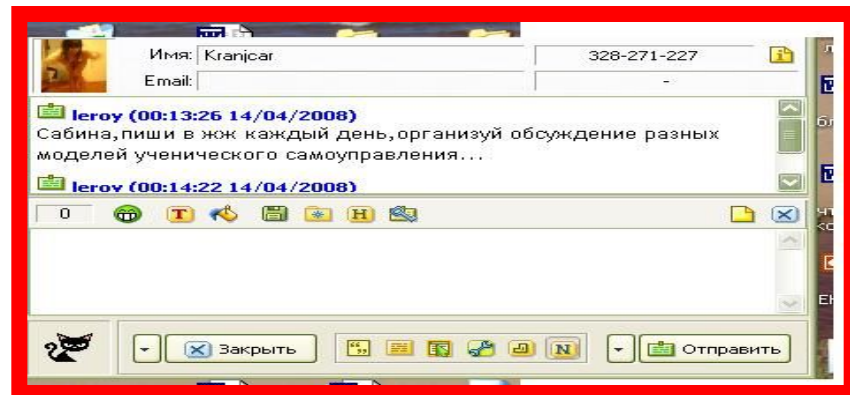 Имя: Kranjcar 328-271-227
Email: -
leroy (00:13:26 14/04/2008)
Сабина,пиши в жж каждый день,организуй обсуждение разных
моделей ученического самоуправления...
leroy (00:14:22 14/04/2008)
0 T H
Закрыть N Отправить